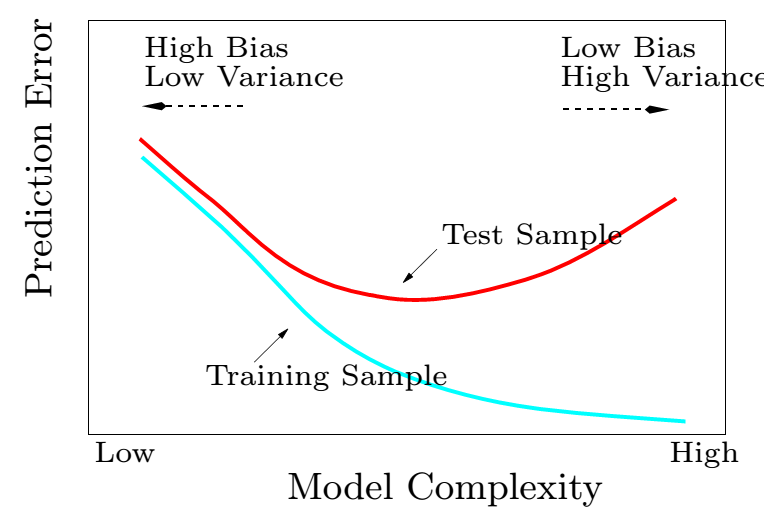 High Bias
Low Variance
Low Bias
High Variance
Prediction Error
Test Sample
Training Sample
Low
High
Model Complexity